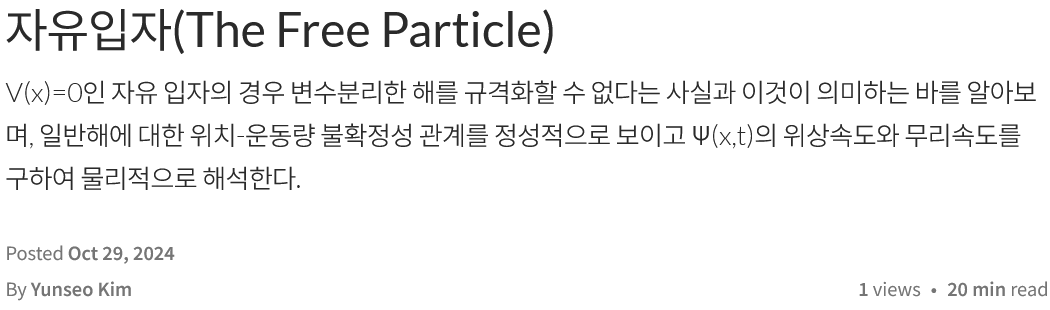 자유입자(The Free Particle)
V(x)=0인 자유 입자의 경우 변수분리한 해를 규격화할 수 없다는 사실과 이것이 의미하는 바를 알아보
며, 일반해에 대한 위치-운동량 불확정성 관계를 정성적으로 보이고 Ψ(x,t)의 위상속도와 무리속도를
구하여 물리적으로 해석한다.
Posted Oct 29, 2024
By Yunseo Kim
1 views • 20 min read